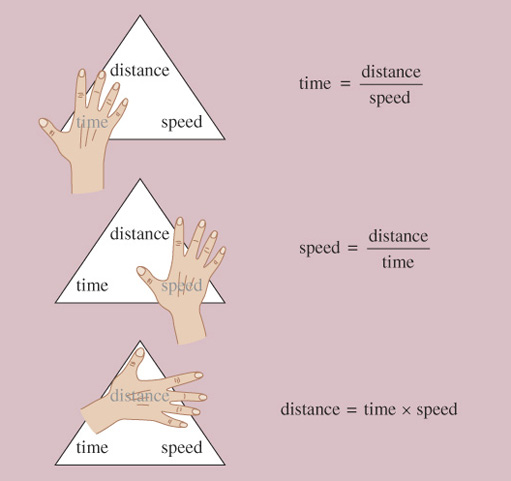 distance
time speed
time = distance / speed
distance
time speed
speed = distance / time
distance
time speed
distance = time × speed